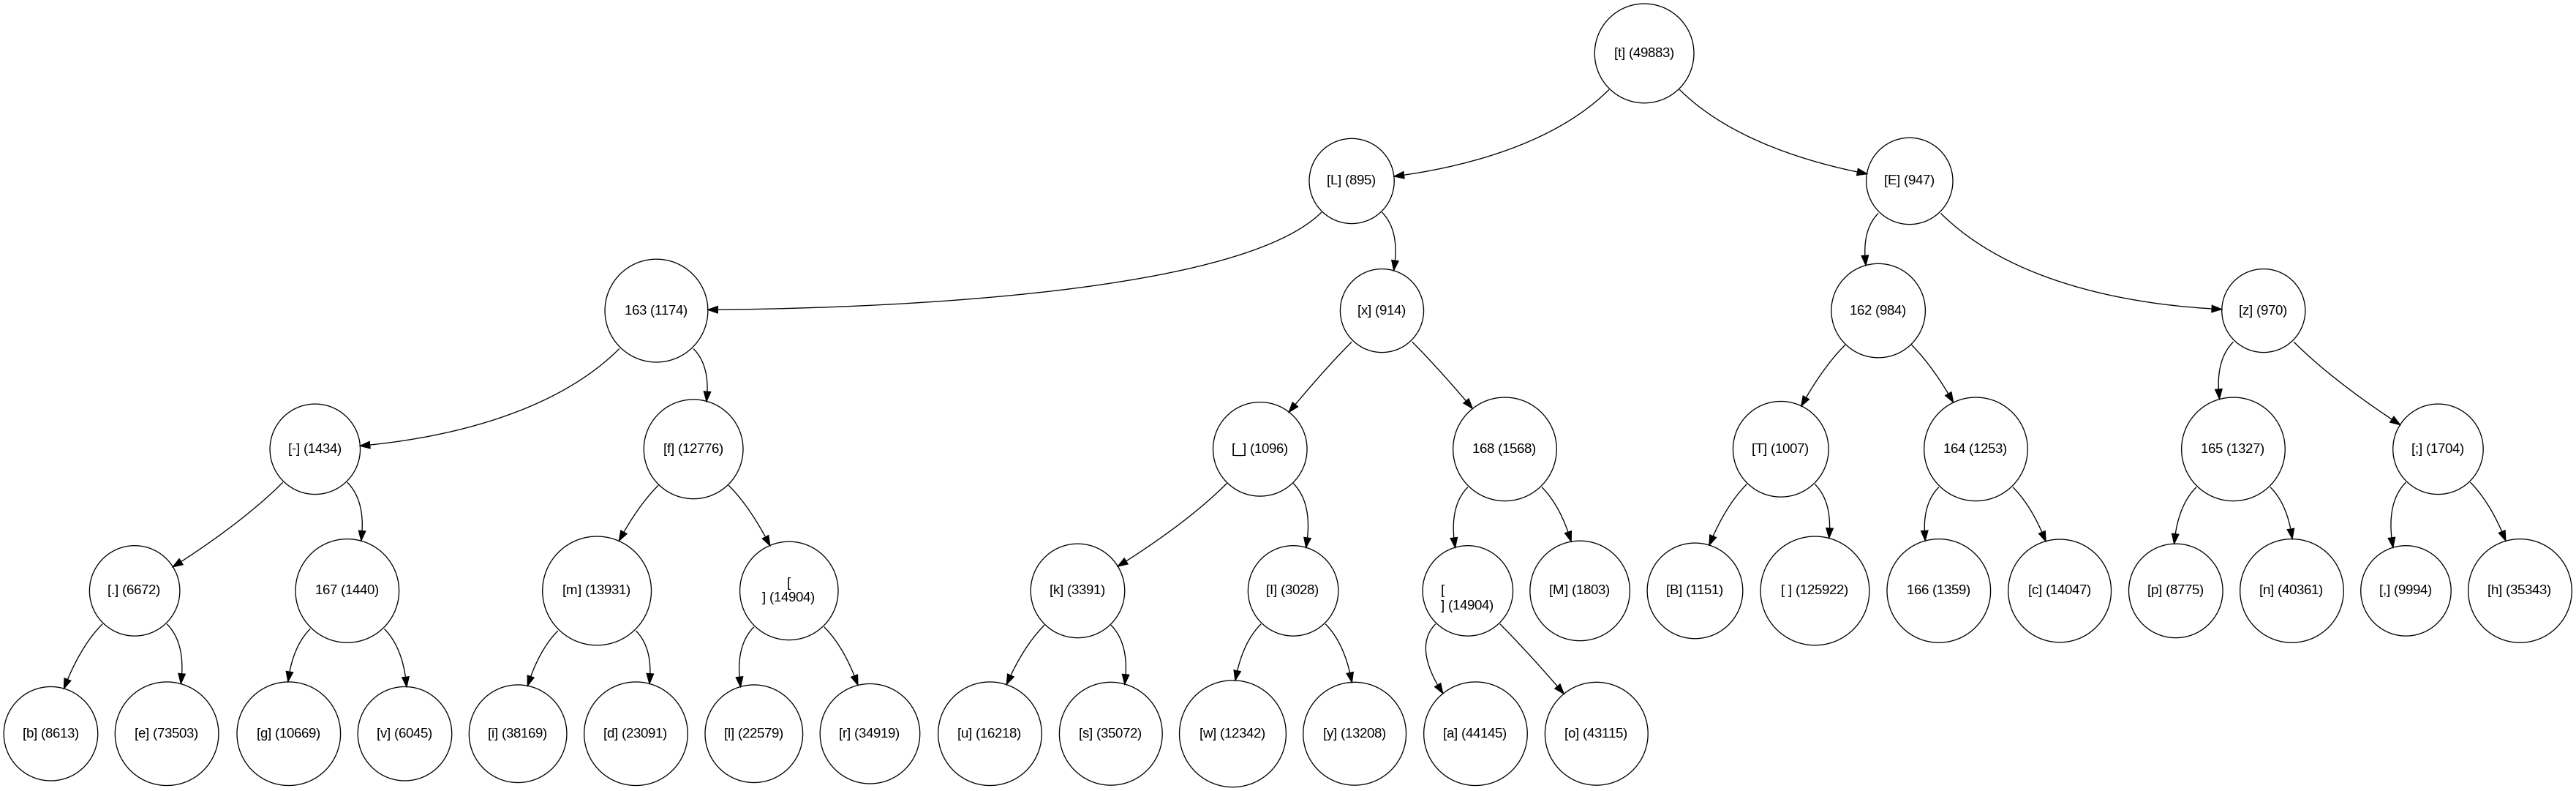 [t] (49883)
[L] (895)
[E] (947)
163 (1174)
[x] (914)
162 (984)
[z] (970)
[-] (1434)
[f] (12776)
[_] (1096)
168 (1568)
[T] (1007)
164 (1253)
165 (1327)
[;] (1704)
[.] (6672)
167 (1440)
[m] (13931)
[
] (14904)
[k] (3391)
[I] (3028)
[
] (14904)
[M] (1803)
[B] (1151)
[ ] (125922)
166 (1359)
[c] (14047)
[p] (8775)
[n] (40361)
[,] (9994)
[h] (35343)
[b] (8613)
[e] (73503)
[g] (10669)
[v] (6045)
[i] (38169)
[d] (23091)
[l] (22579)
[r] (34919)
[u] (16218)
[s] (35072)
[w] (12342)
[y] (13208)
[a] (44145)
[o] (43115)